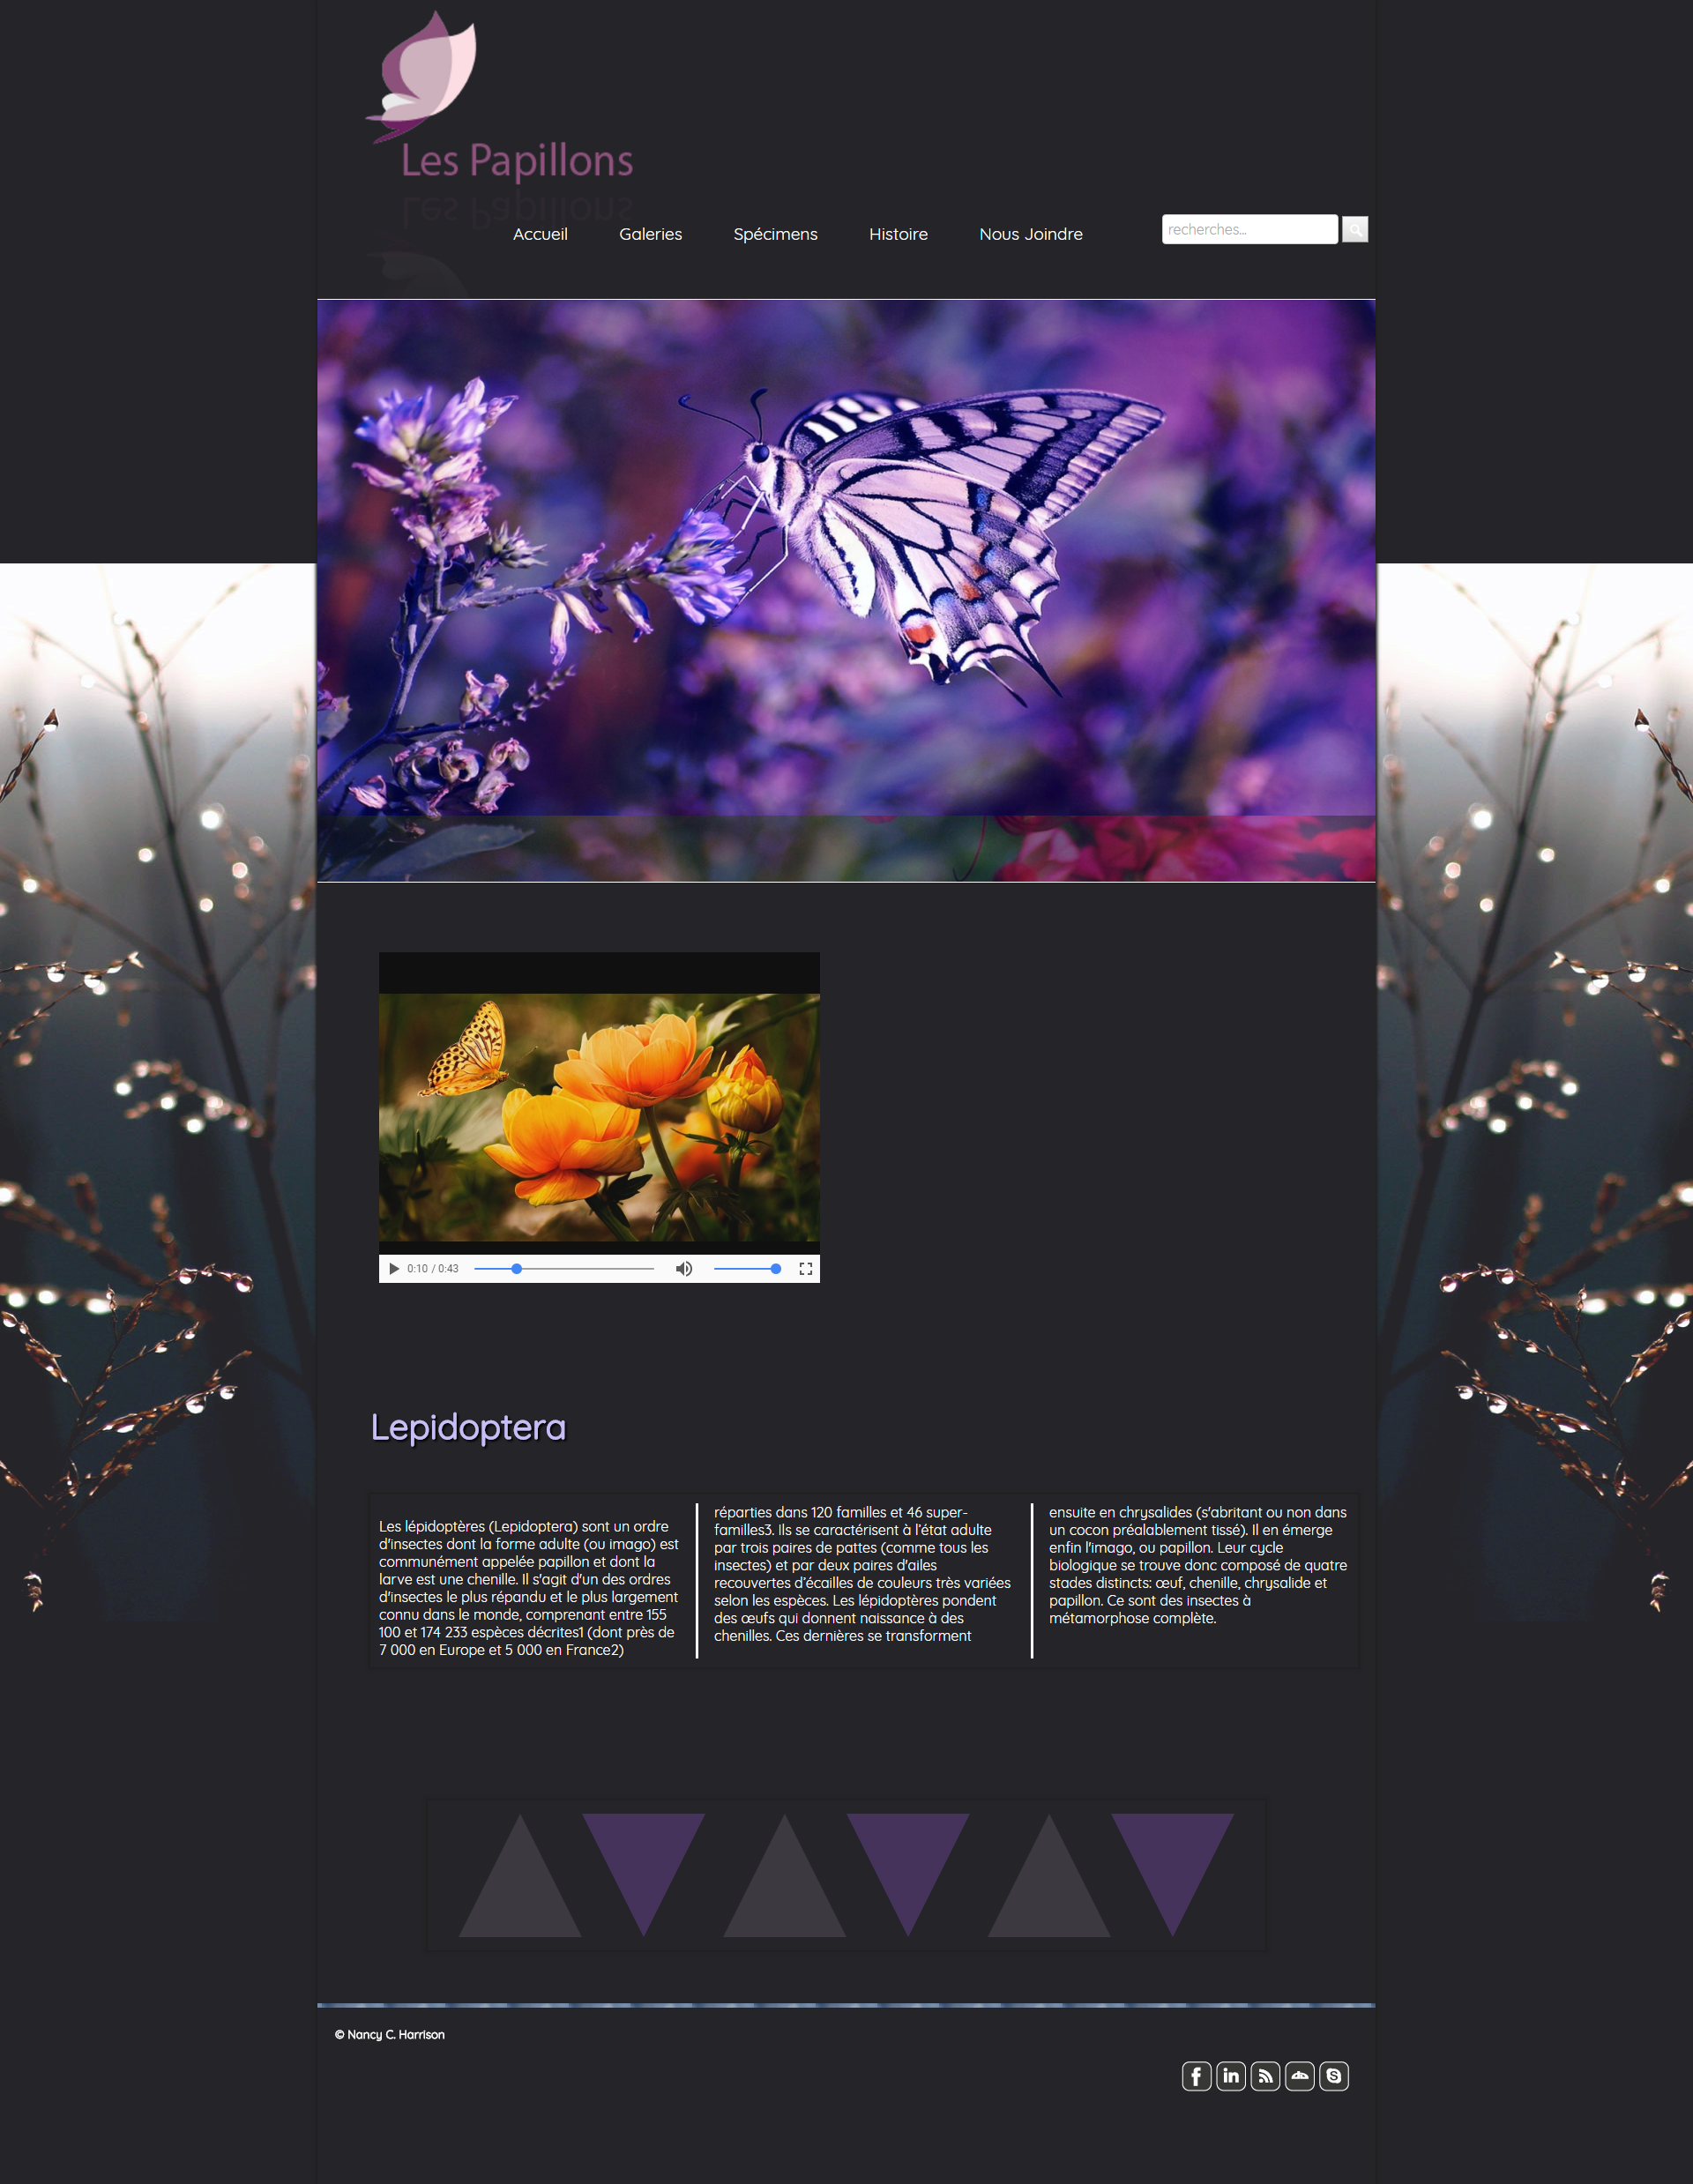 Les Papillons
Accueil Galeries Spécimens Histoire Nous Joindre
recherches...
0:10 / 0:43
Lepidoptera
Les lépidoptères (Lepidoptera) sont un ordre
d'insectes dont la forme adulte (ou imago) est
communément appelée papillon et dont la
larve est une chenille. Il s'agit d'un des ordres
d'insectes le plus répandu et le plus largement
connu dans le monde, comprenant entre 155
100 et 174 233 espèces décrites1 (dont près de
7 000 en Europe et 5 000 en France2)
réparties dans 120 familles et 46 super-
familles3. Ils se caractérisent à l'état adulte
par trois paires de pattes (comme tous les
insectes) et par deux paires d'ailes
recouvertes d'écailles de couleurs très variées
selon les espèces. Les lépidoptères pondent
des œufs qui donnent naissance à des
chenilles. Ces dernières se transforment
ensuite en chrysalides (s'abritant ou non dans
un cocon préalablement tissé). Il en émerge
enfin l'imago, ou papillon. Leur cycle
biologique se trouve donc composé de quatre
stades distincts: œuf, chenille, chrysalide et
papillon. Ce sont des insectes à
métamorphose complète.
© Nancy C. Harrison